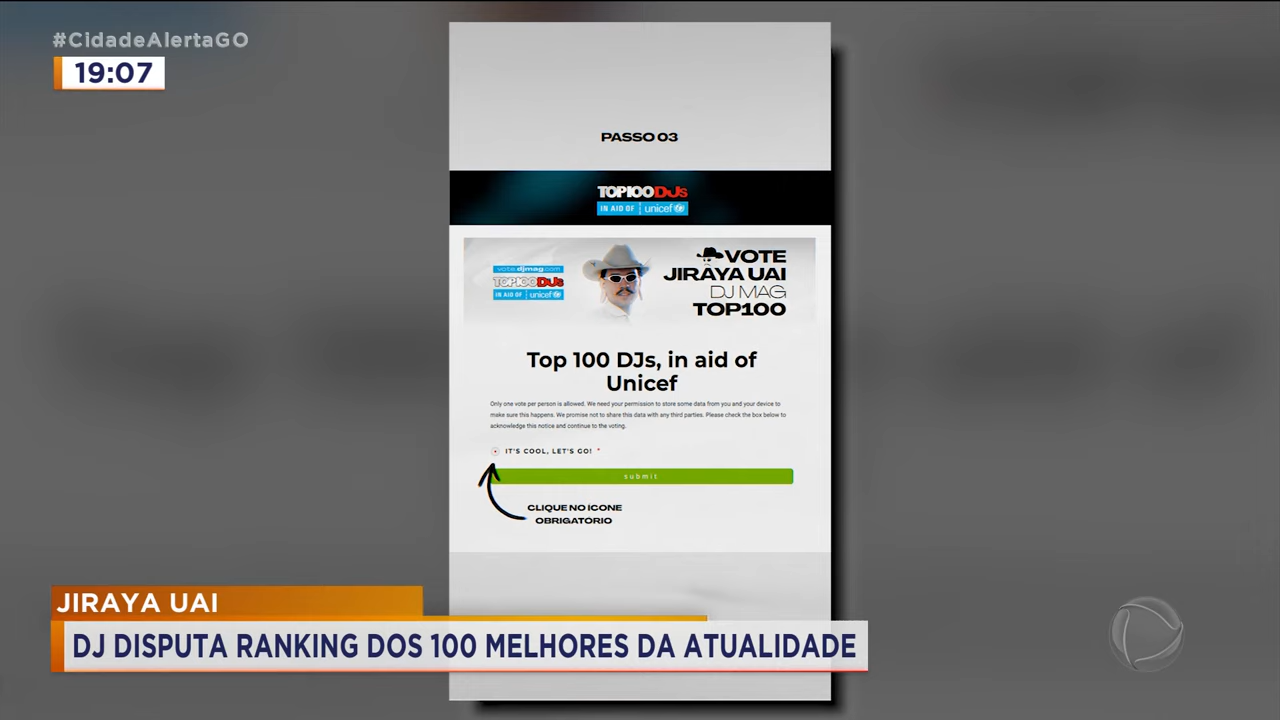 #CidadeAlertaGO
19:07
PASSO 03
TOP100DJs
IN AID OF unicef
vote.djmag.com
TOP100DJs
IN AID OF unicef
VOTE
JIRAYA UAI
DJ MAG
TOP100
Top 100 DJs, in aid of
Unicef
Only one vote per person is allowed. We need your permission to store some data from you and your device to
make sure this happens. We promise not to share this data with any third parties. Please check the box below to
acknowledge this notice and continue to the voting.
IT'S COOL, LET'S GO! *
submit
CLIQUE NO ÍCONE
OBRIGATÓRIO
JIRAYA UAI
DJ DISPUTA RANKING DOS 100 MELHORES DA ATUALIDADE